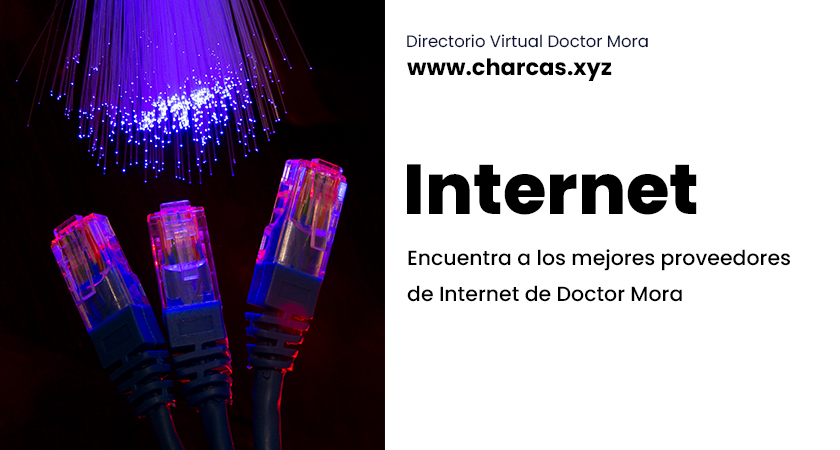 Directorio Virtual Doctor Mora
www.charcas.xyz
Internet
Encuentra a los mejores proveedores
de Internet de Doctor Mora